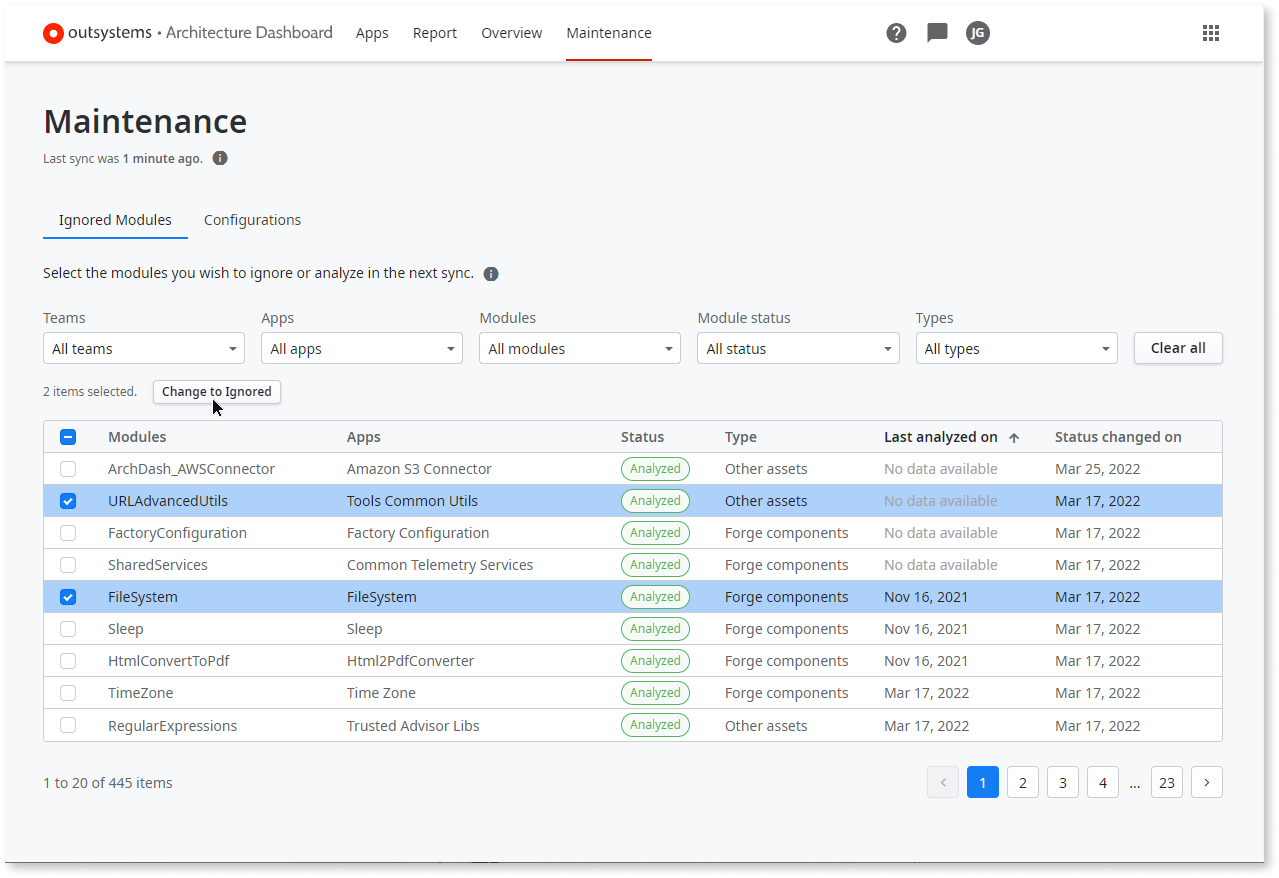 outsystems • Architecture Dashboard Apps Report Overview Maintenance ? JG
Maintenance
Last sync was 1 minute ago. i
Ignored Modules Configurations
Select the modules you wish to ignore or analyze in the next sync. i
Teams Apps Modules Module status Types
All teams All apps All modules All status All types Clear all
2 items selected. Change to Ignored
Modules Apps Status Type Last analyzed on Status changed on
ArchDash_AWSConnector Amazon S3 Connector Analyzed Other assets No data available Mar 25, 2022
URLAdvancedUtils Tools Common Utils Analyzed Other assets No data available Mar 17, 2022
FactoryConfiguration Factory Configuration Analyzed Forge components No data available Mar 17, 2022
SharedServices Common Telemetry Services Analyzed Forge components No data available Mar 17, 2022
FileSystem FileSystem Analyzed Forge components Nov 16, 2021 Mar 17, 2022
Sleep Sleep Analyzed Forge components Nov 16, 2021 Mar 17, 2022
HtmlConvertToPdf Html2PdfConverter Analyzed Forge components Nov 16, 2021 Mar 17, 2022
TimeZone Time Zone Analyzed Forge components Mar 17, 2022 Mar 17, 2022
RegularExpressions Trusted Advisor Libs Analyzed Other assets Mar 17, 2022 Mar 17, 2022
1 to 20 of 445 items 1 2 3 4 ... 23